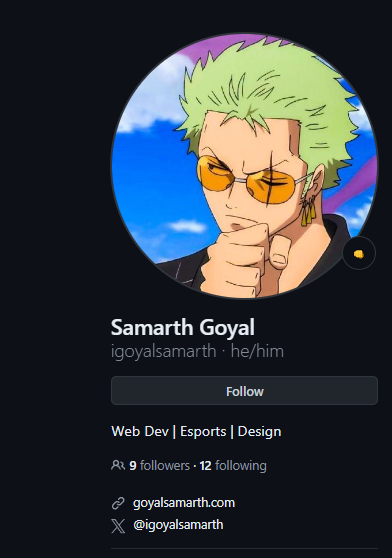 Samarth Goyal
igoyalsamarth · he/him
Follow
Web Dev | Esports | Design
9 followers · 12 following
goyalsamarth.com
@igoyalsamarth